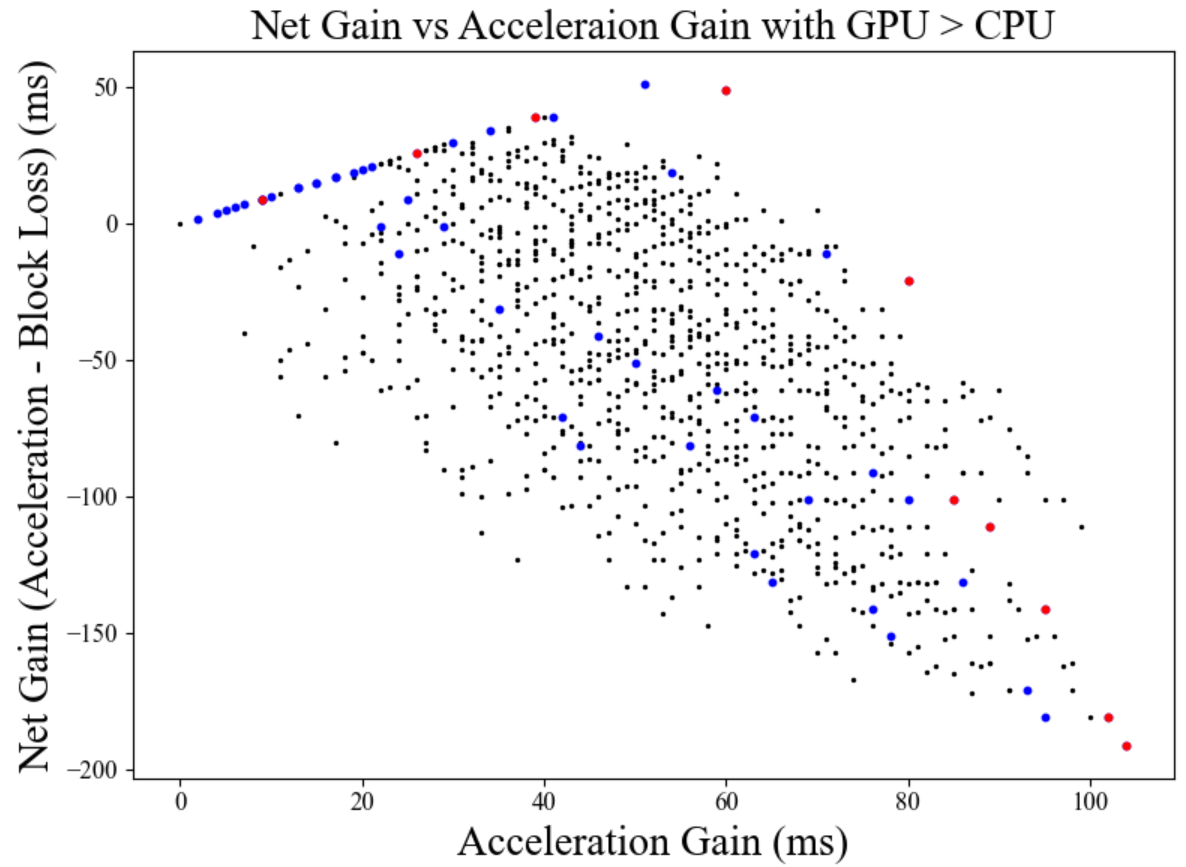 Net Gain vs Acceleraion Gain with GPU > CPU
Net Gain (Acceleration - Block Loss) (ms)
50
0
−50
−100
−150
−200
0 20 40 60 80 100
Acceleration Gain (ms)